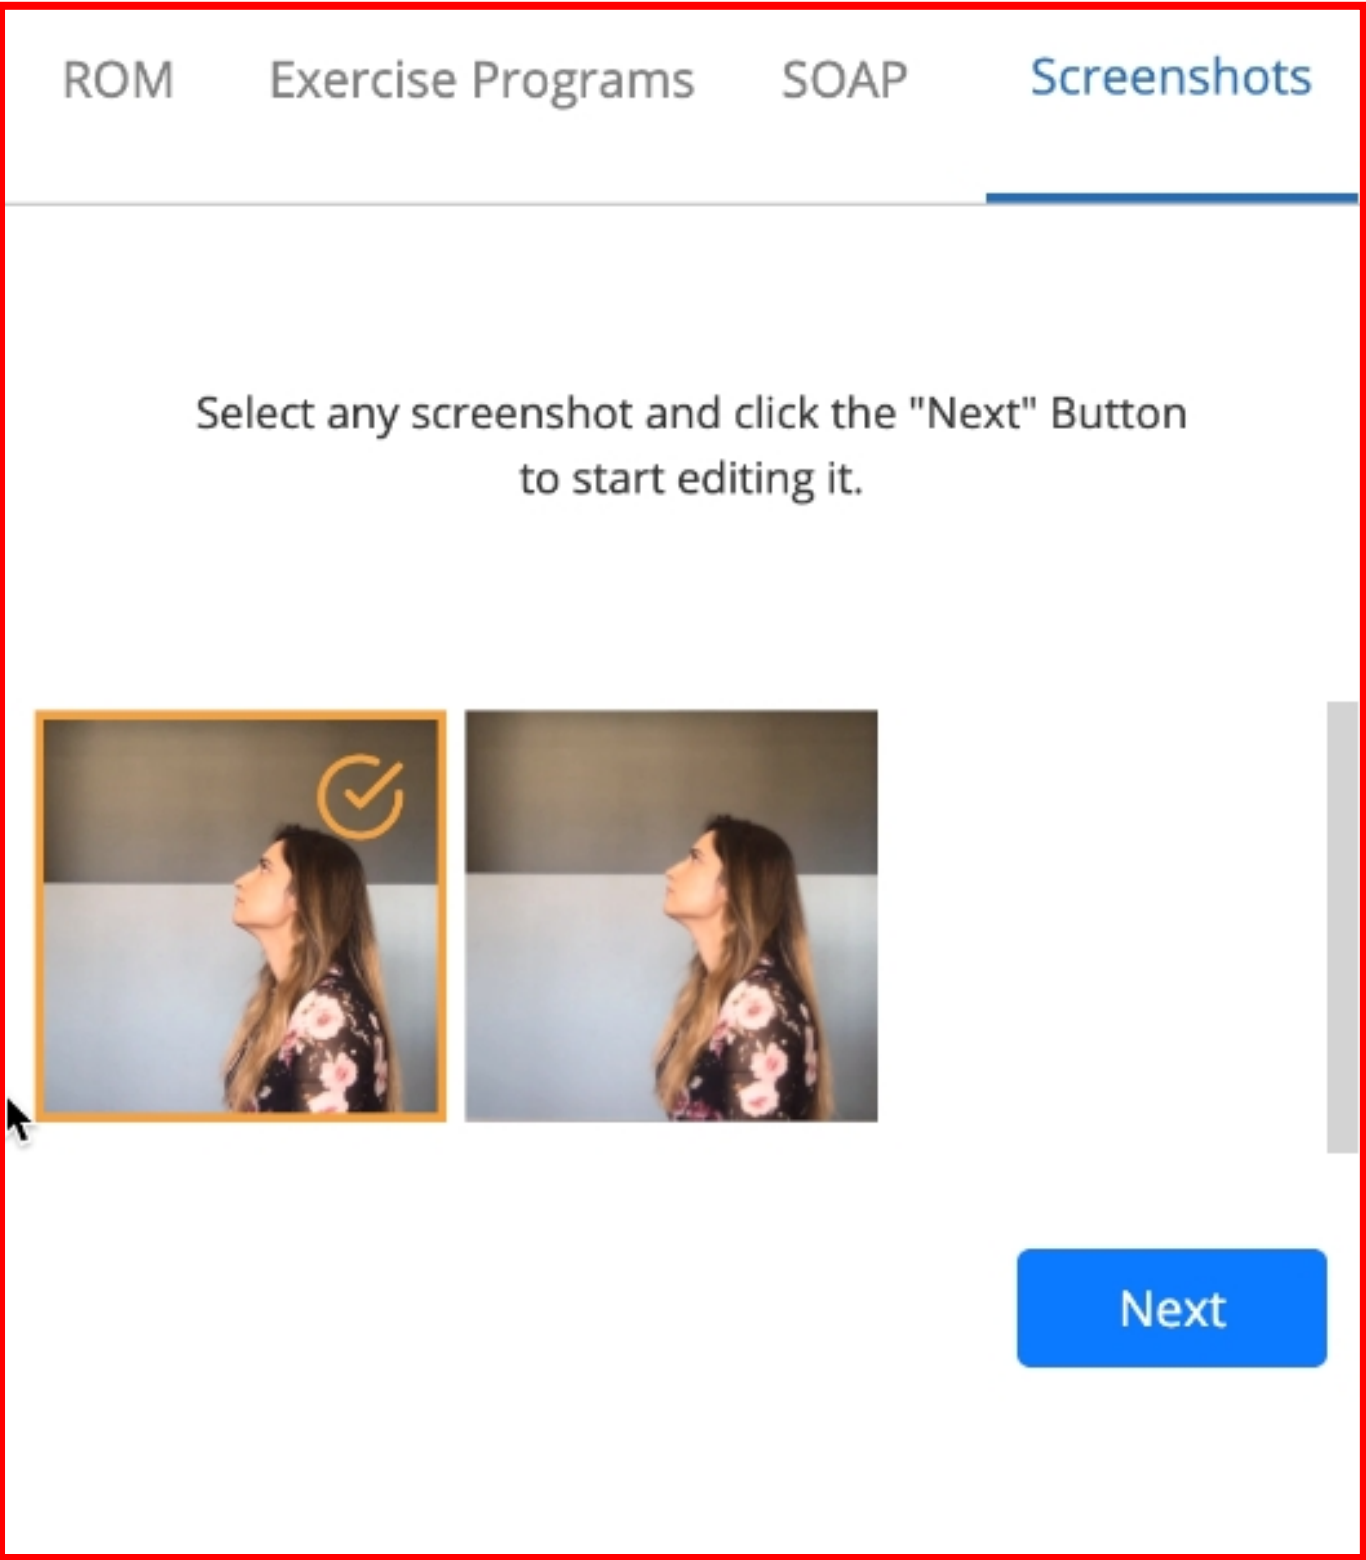 ROM Exercise Programs SOAP Screenshots
Select any screenshot and click the "Next" Button
to start editing it.
Next